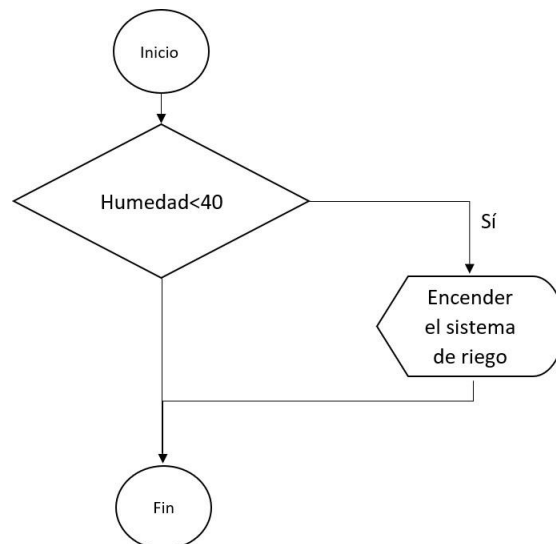 Inicio
Humedad<40
Sí
Encender
el sistema
de riego
Fin